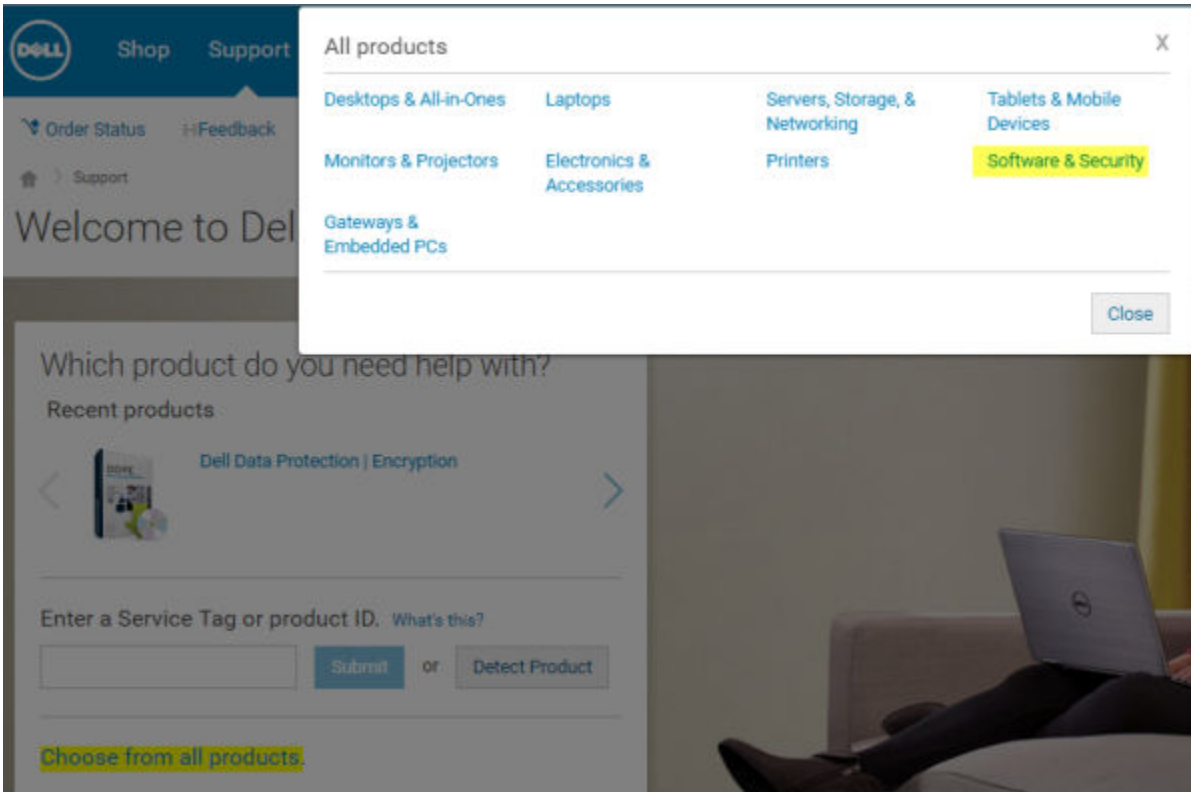 DELL
Shop
Support
Order Status
Feedback
Support
Welcome to Del
All products
X
Desktops & All-in-Ones
Laptops
Servers, Storage, &
Networking
Tablets & Mobile
Devices
Monitors & Projectors
Electronics &
Accessories
Printers
Software & Security
Gateways &
Embedded PCs
Close
Which product do you need help with?
Recent products
Dell Data Protection | Encryption
Enter a Service Tag or product ID. What's this?
Submit or Detect Product
Choose from all products.